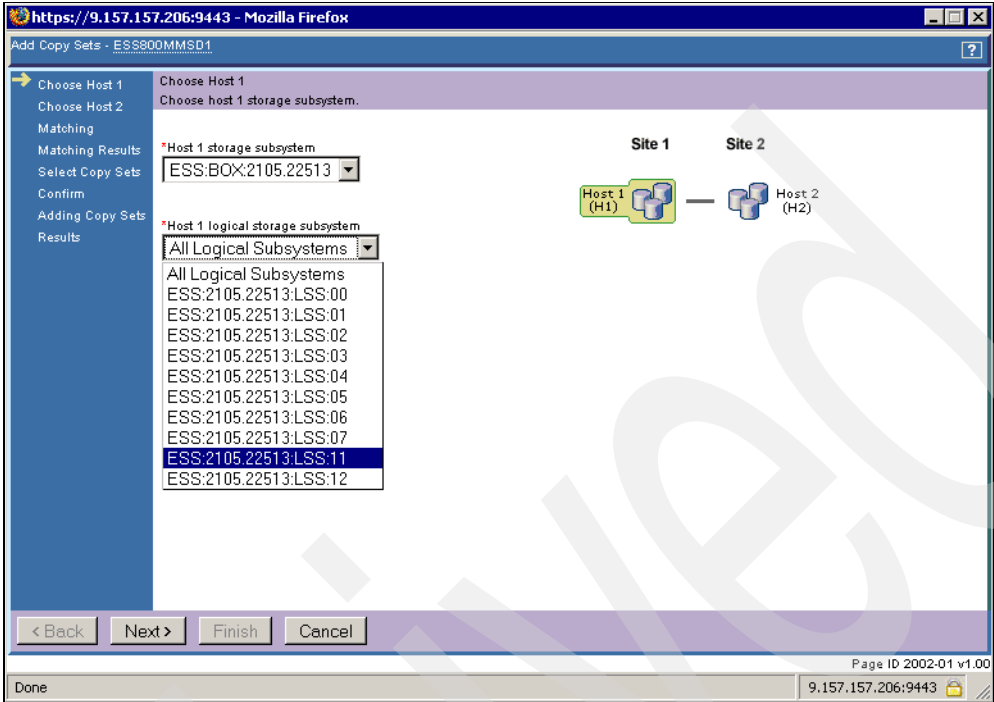 https://9.157.157.206:9443 - Mozilla Firefox
Add Copy Sets - ESS800MMSD1
?
Choose Host 1
Choose Host 2
Matching
Matching Results
Select Copy Sets
Confirm
Adding Copy Sets
Results
Choose Host 1
Choose host 1 storage subsystem.
*Host 1 storage subsystem
ESS:BOX:2105.22513
*Host 1 logical storage subsystem
All Logical Subsystems
All Logical Subsystems
ESS:2105.22513:LSS:00
ESS:2105.22513:LSS:01
ESS:2105.22513:LSS:02
ESS:2105.22513:LSS:03
ESS:2105.22513:LSS:04
ESS:2105.22513:LSS:05
ESS:2105.22513:LSS:06
ESS:2105.22513:LSS:07
ESS:2105.22513:LSS:11
ESS:2105.22513:LSS:12
Site 1
Site 2
Host 1
(H1)
Host 2
(H2)
< Back
Next >
Finish
Cancel
Page ID 2002-01 v1.00
Done
9.157.157.206:9443